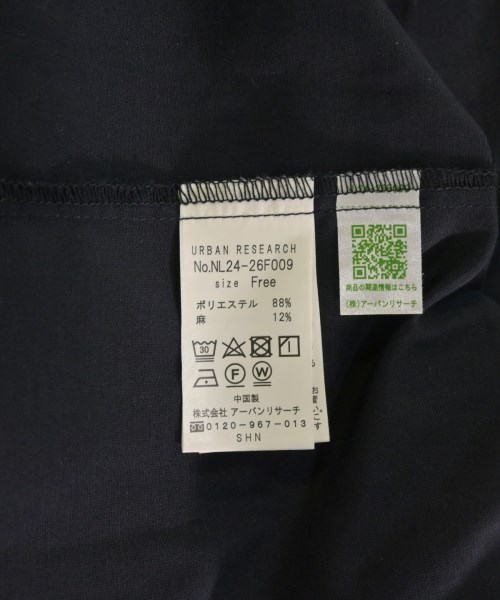 URBAN RESEARCH
No.NL24-26F009
size Free
ポリエステル 88%
麻 12%
30
F W
中国製
株式会社 アーバンリサーチ
0120-967-013
SHN
商品の関連情報はこちら
(株)アーバンリサーチ